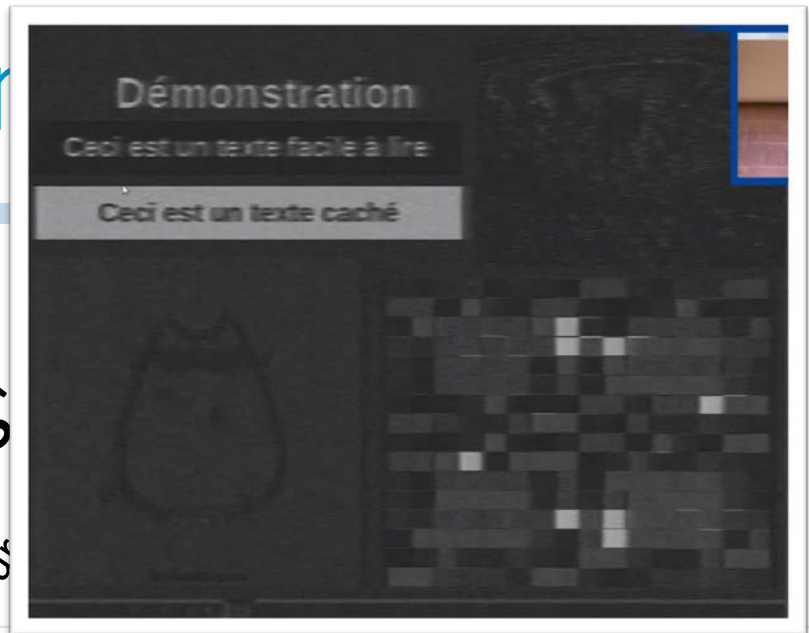 Démonstration
Ceci est un texte facile à lire
Ceci est un texte caché